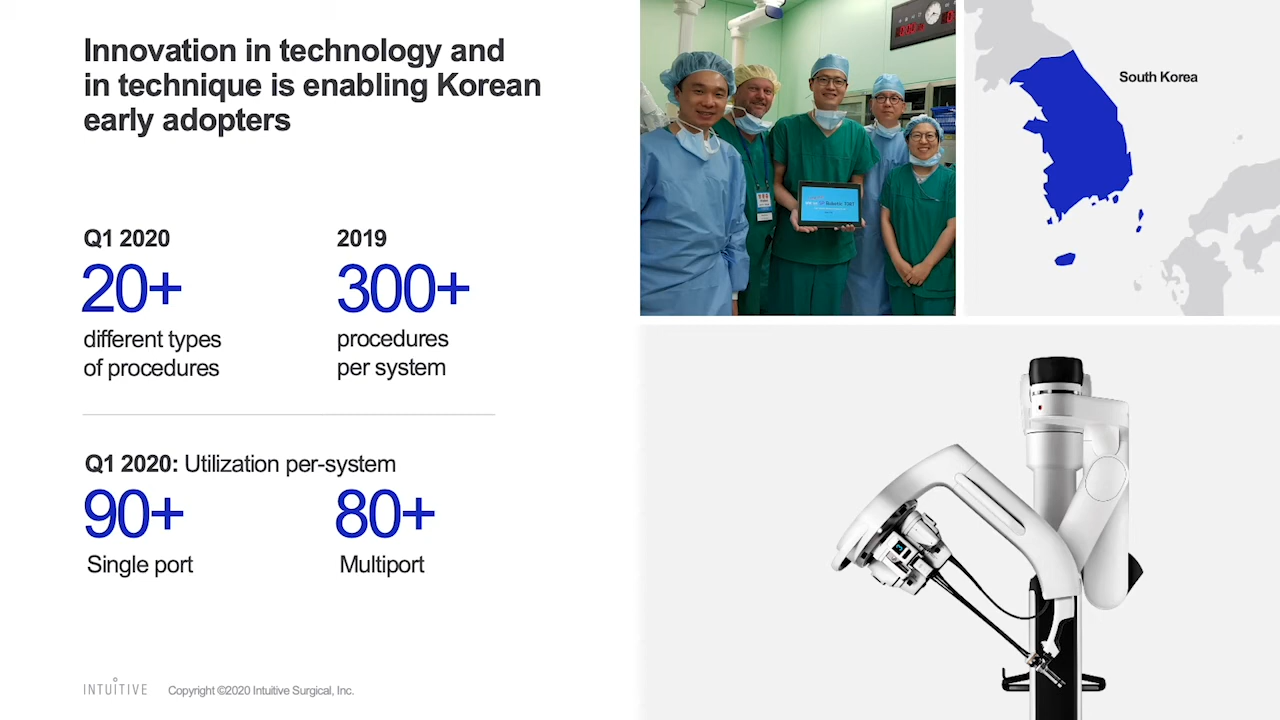 Innovation in technology and
in technique is enabling Korean
early adopters
Q1 2020
20+
different types
of procedures
2019
300+
procedures
per system
Q1 2020: Utilization per-system
90+
Single port
80+
Multiport
INTUITIVE
Copyright ©2020 Intuitive Surgical, Inc.
South Korea